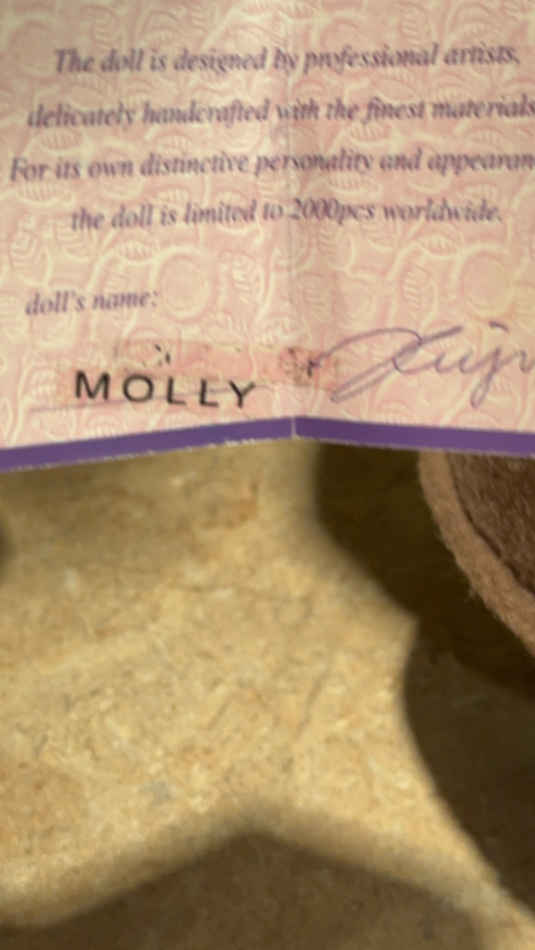 The doll is designed by professional artists,
delicately handcrafted with the finest materials
For its own distinctive personality and
the doll is limited to 2000pcs worldwide.
doll's name:
MOLLY